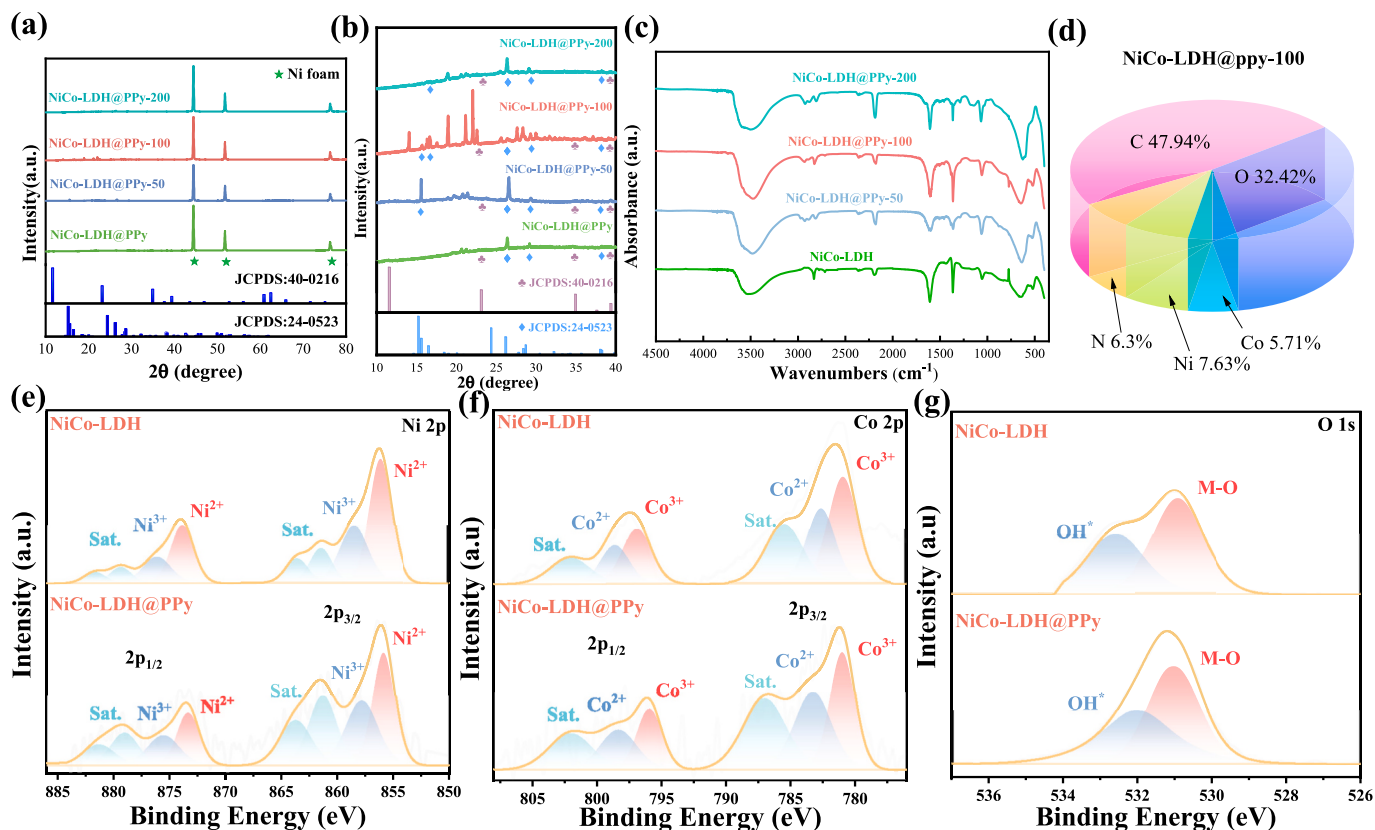 (a)
Intensity(a.u.)
★ Ni foam
NiCo-LDH@PPy-200
NiCo-LDH@PPy-100
NiCo-LDH@PPy-50
NiCo-LDH@PPy
JCPDS:40-0216
JCPDS:24-0523
10 20 30 40 50 60 70 80
2θ (degree)
(b)
Intensity(a.u.)
NiCo-LDH@PPy-200
NiCo-LDH@PPy-100
NiCo-LDH@PPy-50
NiCo-LDH@PPy
♣ JCPDS:40-0216
♦ JCPDS:24-0523
10 15 20 25 30 35 40
2θ (degree)
(c)
Absorbance (a.u.)
NiCo-LDH@PPy-200
NiCo-LDH@PPy-100
NiCo-LDH@PPy-50
NiCo-LDH
4500 4000 3500 3000 2500 2000 1500 1000 500
Wavenumbers (cm⁻¹)
(d)
NiCo-LDH@ppy-100
C 47.94%
O 32.42%
N 6.3%
Ni 7.63%
Co 5.71%
(e)
Intensity (a.u.)
NiCo-LDH
Ni 2p
Sat.
Ni³⁺
Ni²⁺
Sat.
Ni³⁺
Ni²⁺
NiCo-LDH@PPy
2p₁/₂
2p₃/₂
Sat.
Ni³⁺
Ni²⁺
Sat.
Ni³⁺
Ni²⁺
885 880 875 870 865 860 855 850
Binding Energy (eV)
(f)
Intensity (a.u.)
NiCo-LDH
Co 2p
Sat.
Co²⁺
Co³⁺
Sat.
Co²⁺
Co³⁺
NiCo-LDH@PPy
2p₁/₂
2p₃/₂
Sat.
Co²⁺
Co³⁺
Sat.
Co²⁺
Co³⁺
805 800 795 790 785 780
Binding Energy (eV)
(g)
Intensity (a.u)
NiCo-LDH
O 1s
OH*
M-O
NiCo-LDH@PPy
OH*
M-O
536 534 532 530 528 526
Binding Energy (eV)